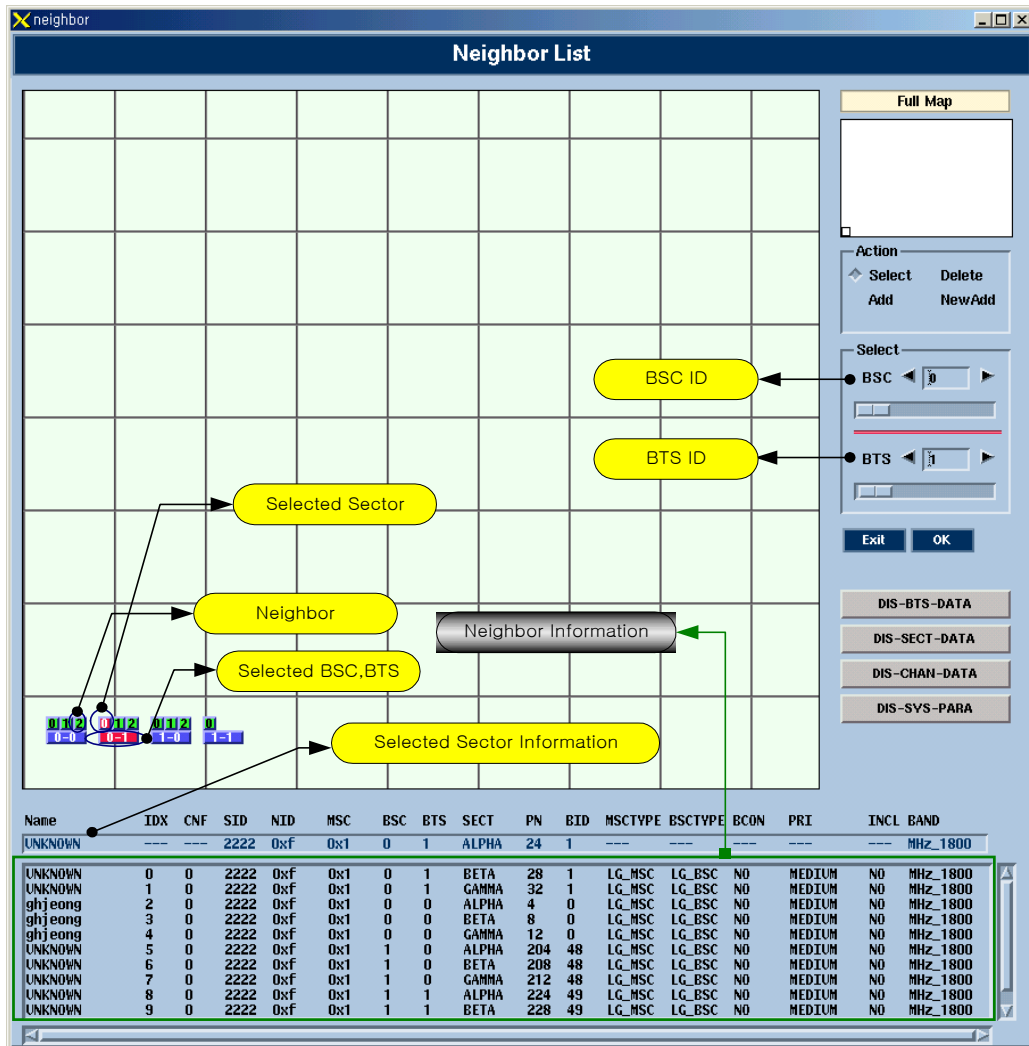 neighbor
Neighbor List
Full Map
Action
Select Delete
Add NewAdd
Select
BSC 0
BSC ID
BTS 1
BTS ID
Selected Sector
Exit OK
Neighbor
DIS-BTS-DATA
Neighbor Information
DIS-SECT-DATA
Selected BSC,BTS
DIS-CHAN-DATA
DIS-SYS-PARA
0 1 2 0 1 2 0 1 2 0
0-0 0-1 1-0 1-1
Selected Sector Information
Name IDX CNF SID NID MSC BSC BTS SECT PN BID MSCTYPE BSCTYPE BCON PRI INCL BAND
UNKNOWN --- --- 2222 0xf 0x1 0 1 ALPHA 24 1 --- --- --- --- --- MHz_1800
UNKNOWN 0 0 2222 0xf 0x1 0 1 BETA 28 1 LG_MSC LG_BSC NO MEDIUM NO MHz_1800
UNKNOWN 1 0 2222 0xf 0x1 0 1 GAMMA 32 1 LG_MSC LG_BSC NO MEDIUM NO MHz_1800
ghjeong 2 0 2222 0xf 0x1 0 0 ALPHA 4 0 LG_MSC LG_BSC NO MEDIUM NO MHz_1800
ghjeong 3 0 2222 0xf 0x1 0 0 BETA 8 0 LG_MSC LG_BSC NO MEDIUM NO MHz_1800
ghjeong 4 0 2222 0xf 0x1 0 0 GAMMA 12 0 LG_MSC LG_BSC NO MEDIUM NO MHz_1800
UNKNOWN 5 0 2222 0xf 0x1 1 0 ALPHA 204 48 LG_MSC LG_BSC NO MEDIUM NO MHz_1800
UNKNOWN 6 0 2222 0xf 0x1 1 0 BETA 208 48 LG_MSC LG_BSC NO MEDIUM NO MHz_1800
UNKNOWN 7 0 2222 0xf 0x1 1 0 GAMMA 212 48 LG_MSC LG_BSC NO MEDIUM NO MHz_1800
UNKNOWN 8 0 2222 0xf 0x1 1 1 ALPHA 224 49 LG_MSC LG_BSC NO MEDIUM NO MHz_1800
UNKNOWN 9 0 2222 0xf 0x1 1 1 BETA 228 49 LG_MSC LG_BSC NO MEDIUM NO MHz_1800